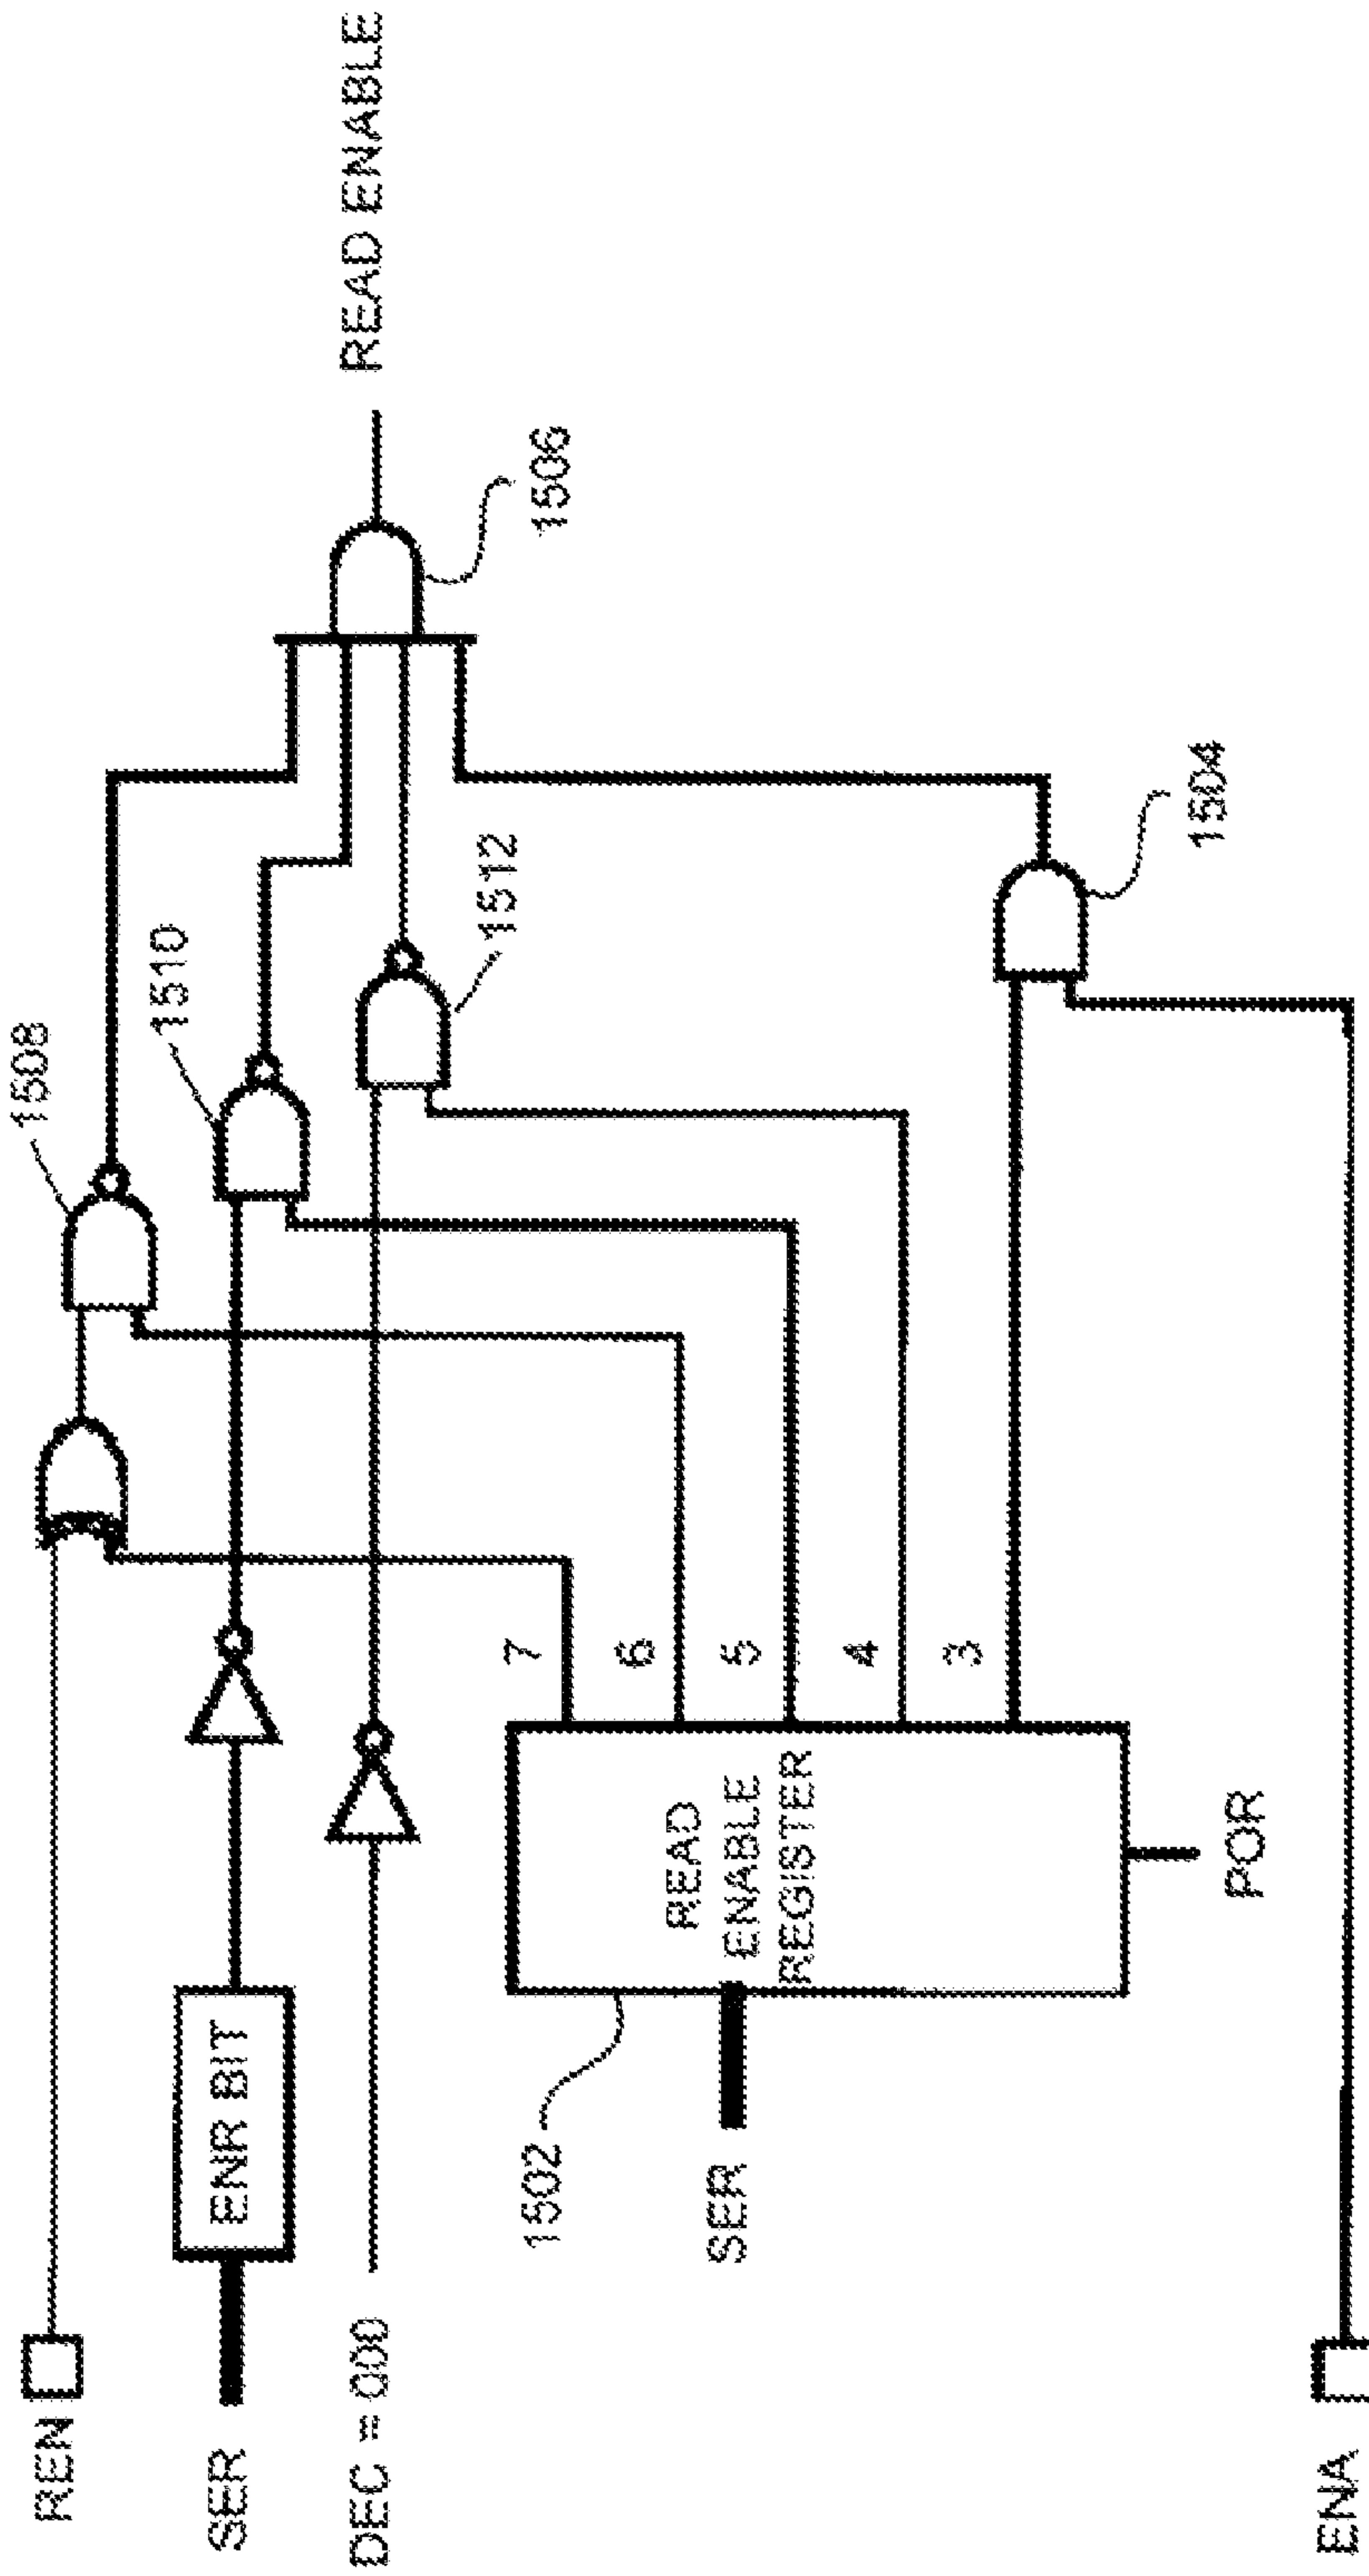 REN
1508
SER
ENR BIT
1510
DEC = 000
1512
READ ENABLE
1506
1502
SER
READ
ENABLE
REGISTER
7
6
5
4
3
POR
1504
ENA